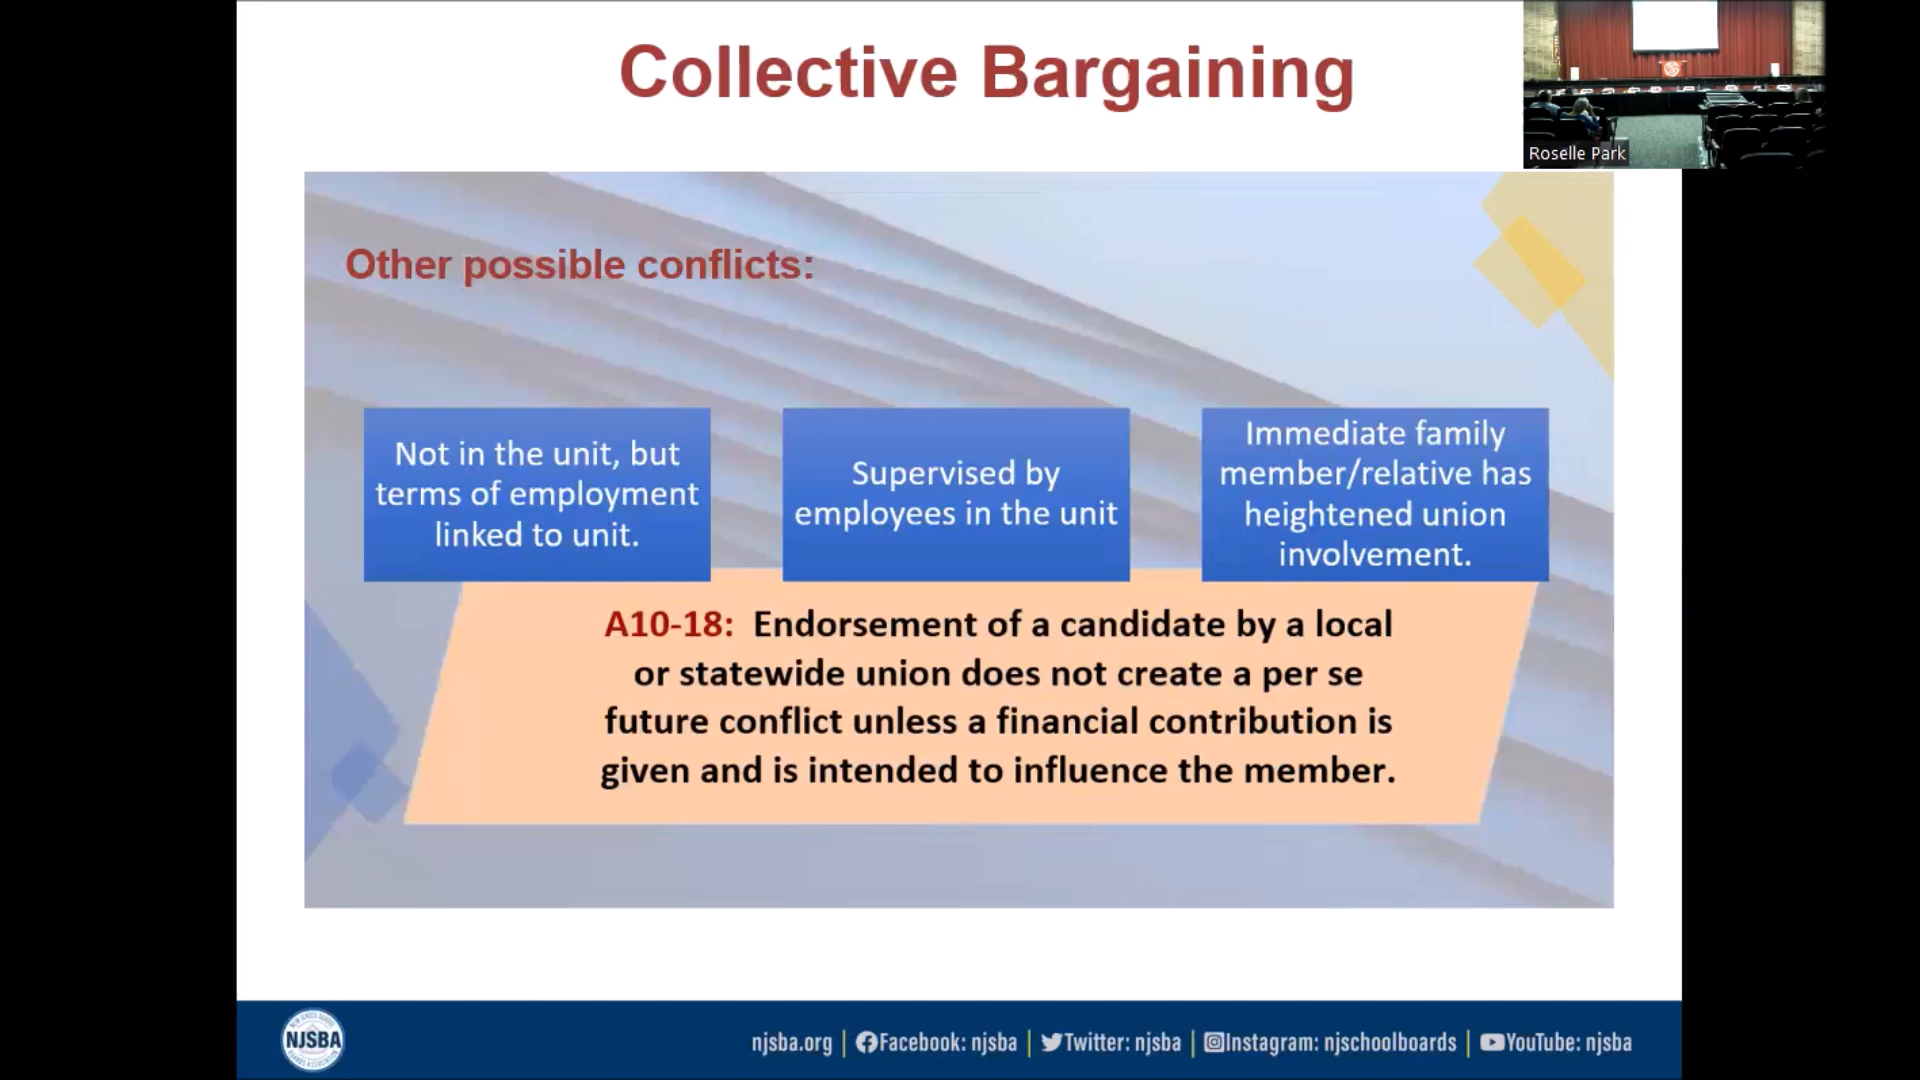 Collective Bargaining
Roselle Park
Other possible conflicts:
Not in the unit, but
terms of employment
linked to unit.
Supervised by
employees in the unit
Immediate family
member/relative has
heightened union
involvement.
A10-18: Endorsement of a candidate by a local
or statewide union does not create a per se
future conflict unless a financial contribution is
given and is intended to influence the member.
NJSBA
njsba.org | Facebook: njsba | Twitter: njsba | Instagram: njschoolboards | YouTube: njsba